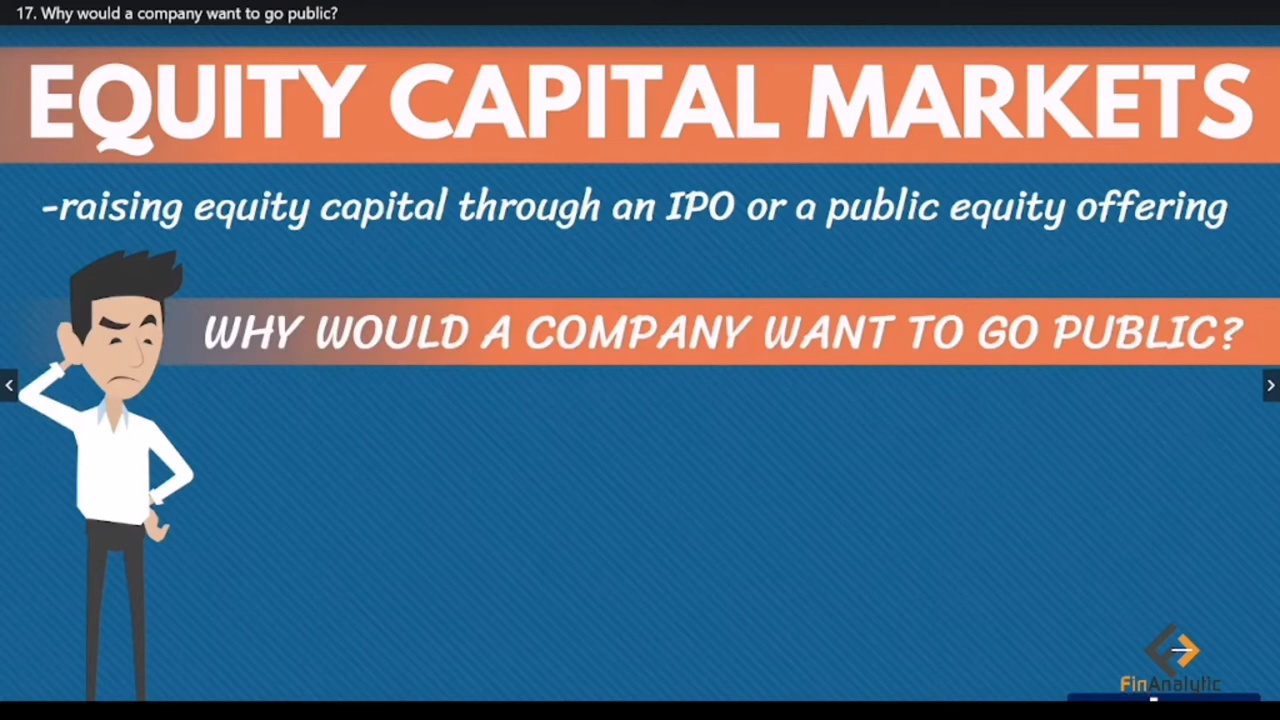 17. Why would a company want to go public?
EQUITY CAPITAL MARKETS
-raising equity capital through an IPO or a public equity offering
WHY WOULD A COMPANY WANT TO GO PUBLIC?
FinAnalytic